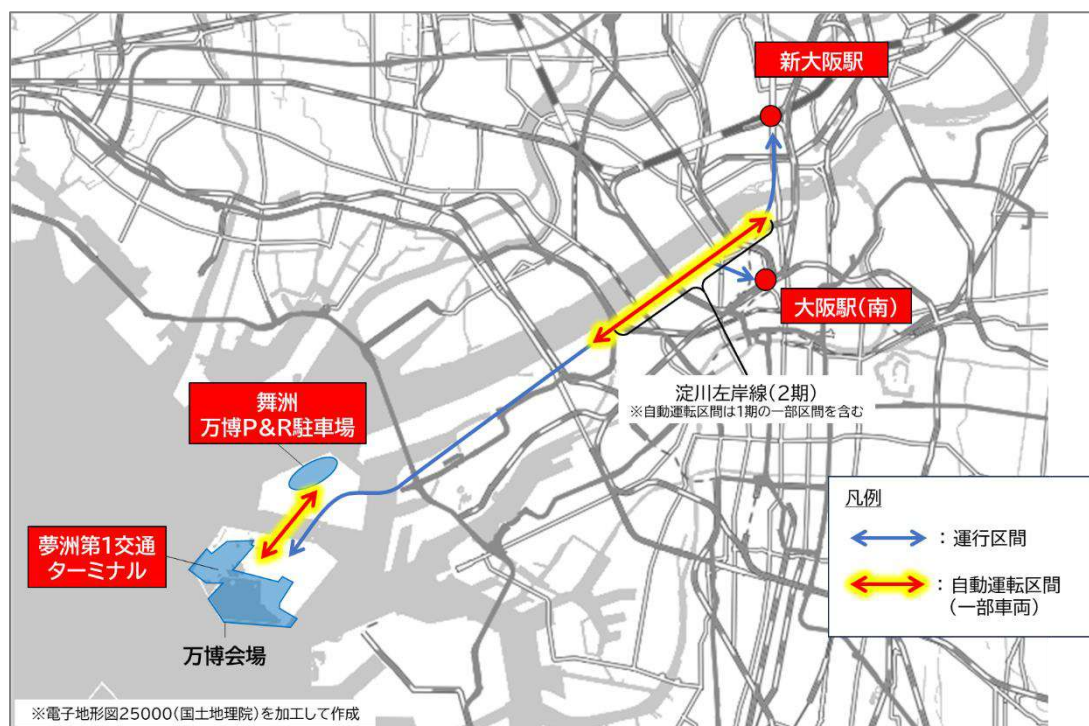 新大阪駅
大阪駅(南)
淀川左岸線(2期)
※自動運転区間は1期の一部区間を含む
舞洲
万博P&R駐車場
夢洲第1交通
ターミナル
万博会場
凡例
：運行区間
：自動運転区間
(一部車両)
※電子地形図25000(国土地理院)を加工して作成